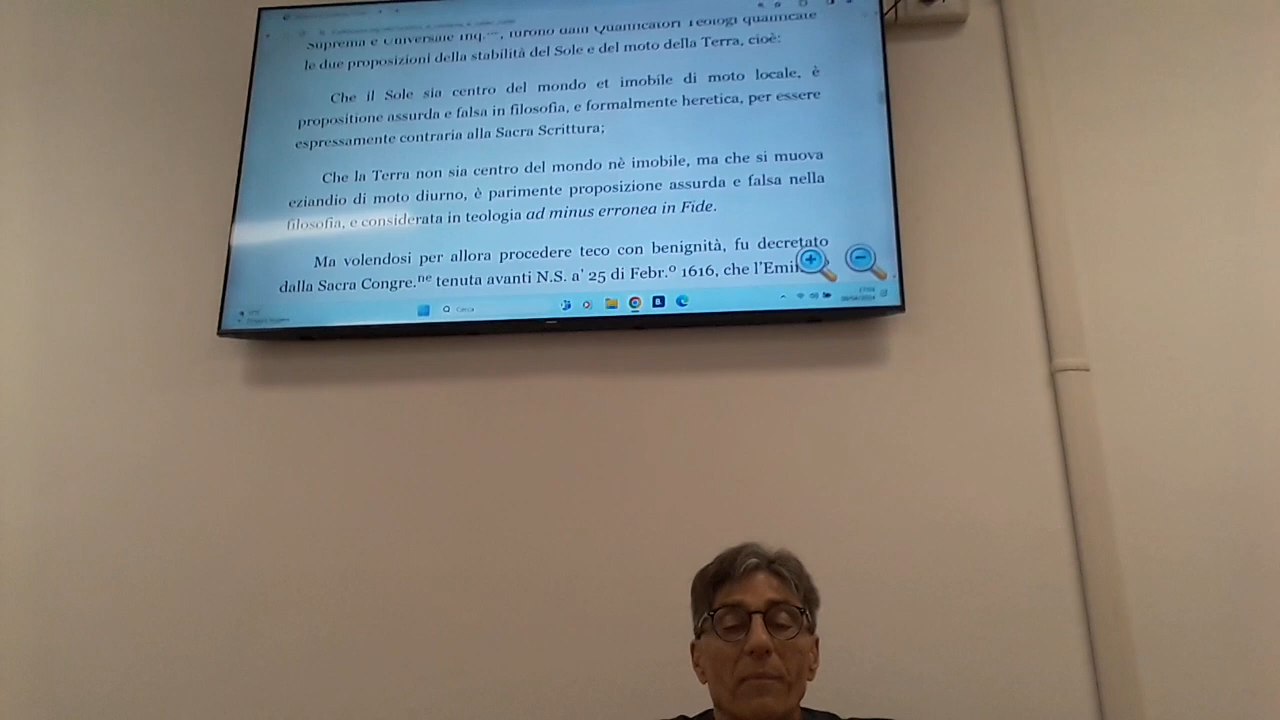 Suprema e Universale Inq.ⁿᵉ, furono dalli Qualificatori Teologi qualificate
le due proposizioni della stabilità del Sole e del moto della Terra, cioè:
Che il Sole sia centro del mondo et imobile di moto locale, è
propositione assurda e falsa in filosofia, e formalmente heretica, per essere
espressamente contraria alla Sacra Scrittura;
Che la Terra non sia centro del mondo nè imobile, ma che si muova
eziandio di moto diurno, è parimente proposizione assurda e falsa nella
filosofia, e considerata in teologia ad minus erronea in Fide.
Ma volendosi per allora procedere teco con benignità, fu decretato
dalla Sacra Congre.ⁿᵉ tenuta avanti N.S. a' 25 di Febr.º 1616, che l'Emi
Cerca